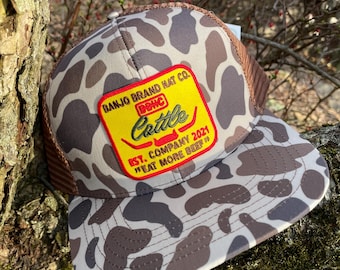 BANJO BRAND HAT CO.
BBHC
Cattle
EST. COMPANY 2021
"EAT MORE BEEF"